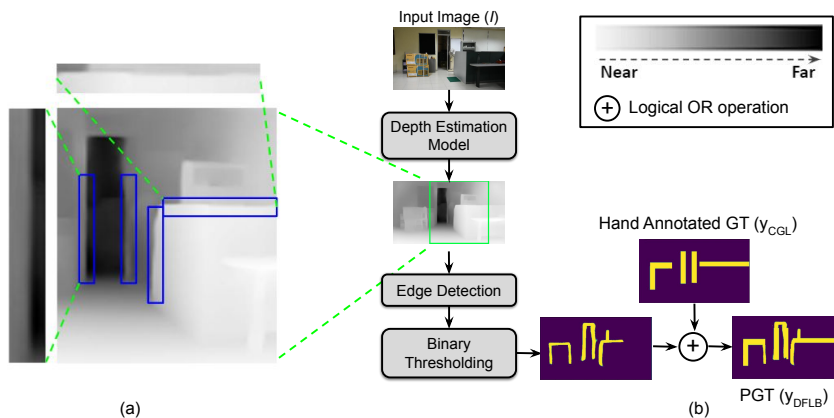 Input Image (I)
Depth Estimation
Model
Edge Detection
Binary
Thresholding
Near
Far
Logical OR operation
Hand Annotated GT (yCGL)
PGT (yDFLB)
(a)
(b)